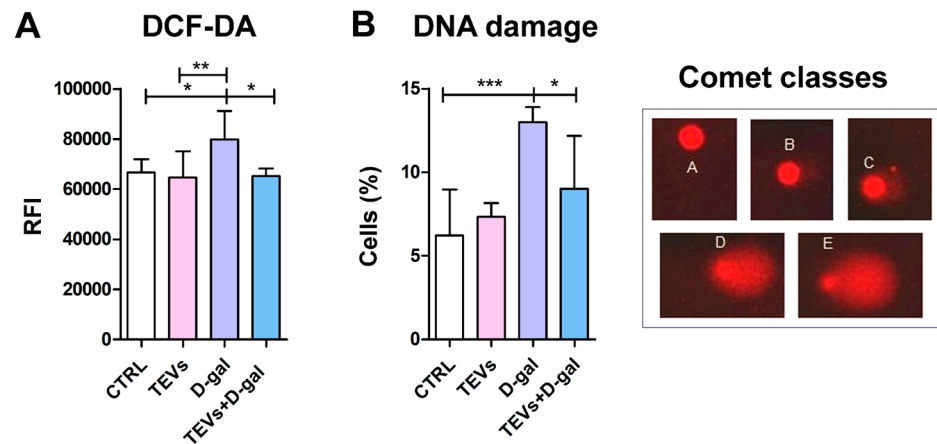 A DCF-DA
**
* *
100000
80000
60000
40000
20000
0
RFI
CTRL
TEVs
D-gal
TEVs+D-gal
B DNA damage
*** *
15
10
5
0
Cells (%)
CTRL
TEVs
D-gal
TEVs+D-gal
Comet classes
A
B
C
D
E